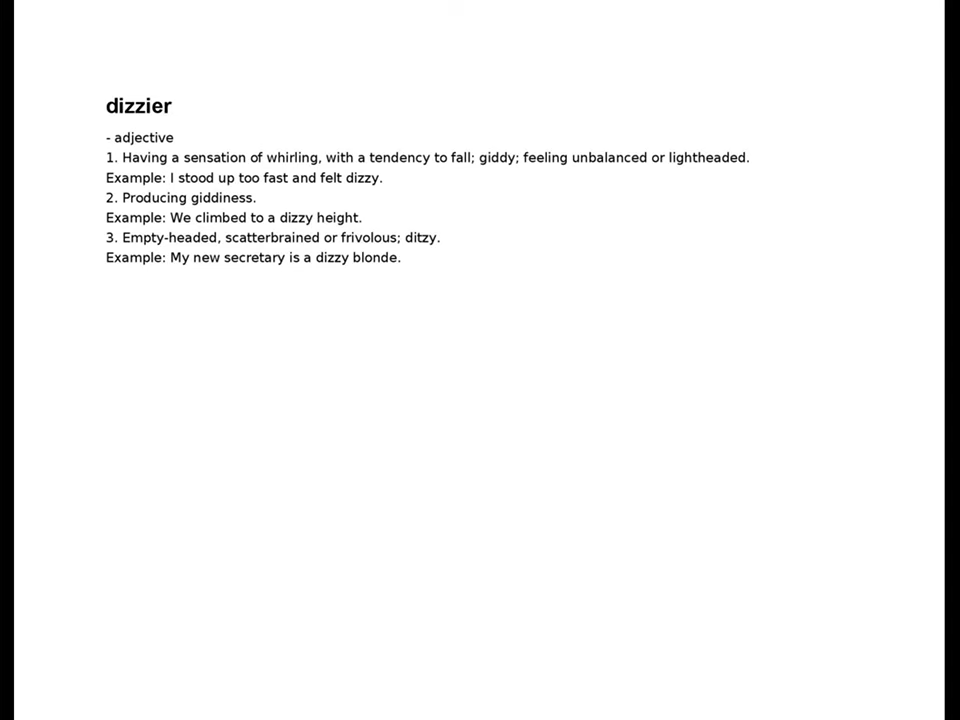 dizzier
- adjective
1. Having a sensation of whirling, with a tendency to fall; giddy; feeling unbalanced or lightheaded.
Example: I stood up too fast and felt dizzy.
2. Producing giddiness.
Example: We climbed to a dizzy height.
3. Empty-headed, scatterbrained or frivolous; ditzy.
Example: My new secretary is a dizzy blonde.